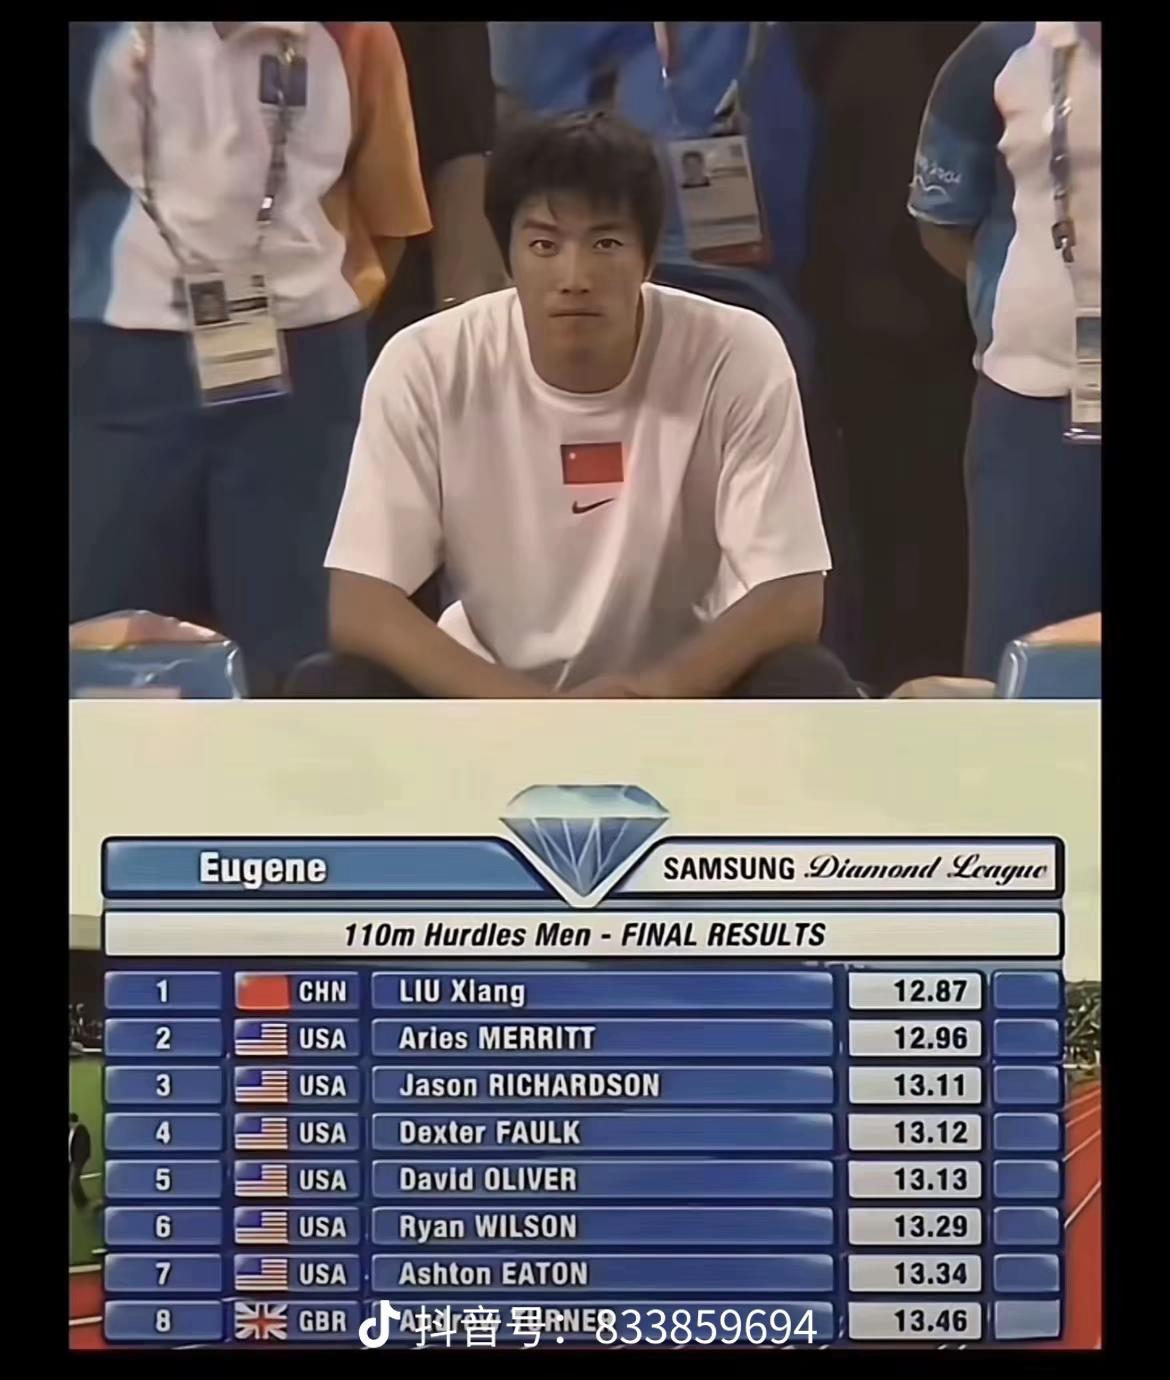 Eugene
SAMSUNG Diamond League
110m Hurdles Men - FINAL RESULTS
1 CHN LIU Xiang 12.87
2 USA Aries MERRITT 12.96
3 USA Jason RICHARDSON 13.11
4 USA Dexter FAULK 13.12
5 USA David OLIVER 13.13
6 USA Ryan WILSON 13.29
7 USA Ashton EATON 13.34
8 GBR 13.46
抖音号：833859694